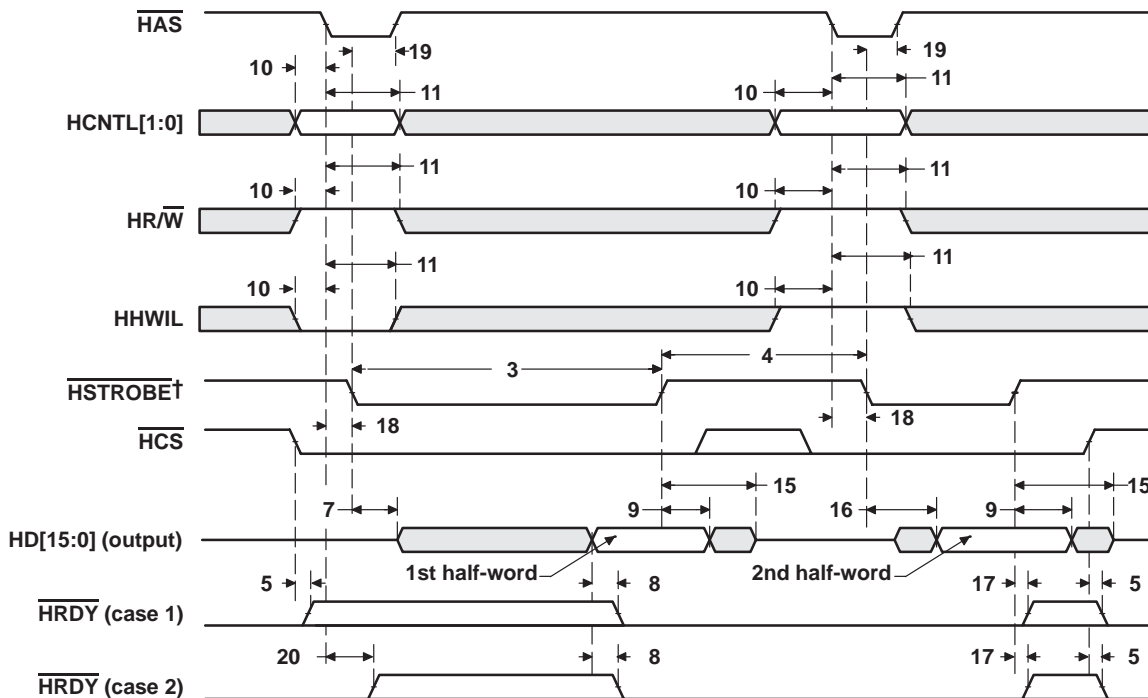 HAS
19 19
10 11 10 11
HCNTL[1:0]
11 11
10 10
HR/W
11 11
10 10
HHWIL
3 4
HSTROBE†
18 18
HCS
15 15
7 9 16 9
HD[15:0] (output)
1st half-word 2nd half-word
5 8 17 5
HRDY (case 1)
20 8 17 5
HRDY (case 2)